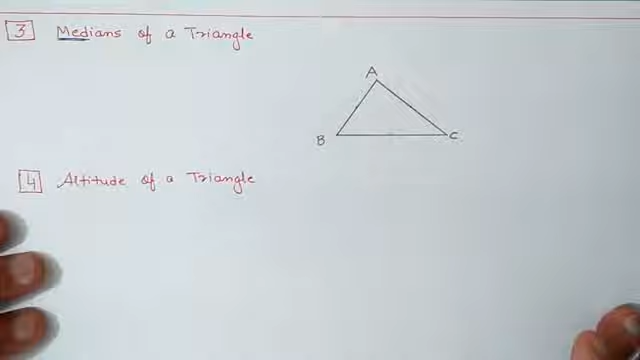 3 Medians of a Triangle
A
B C
4 Altitude of a Triangle